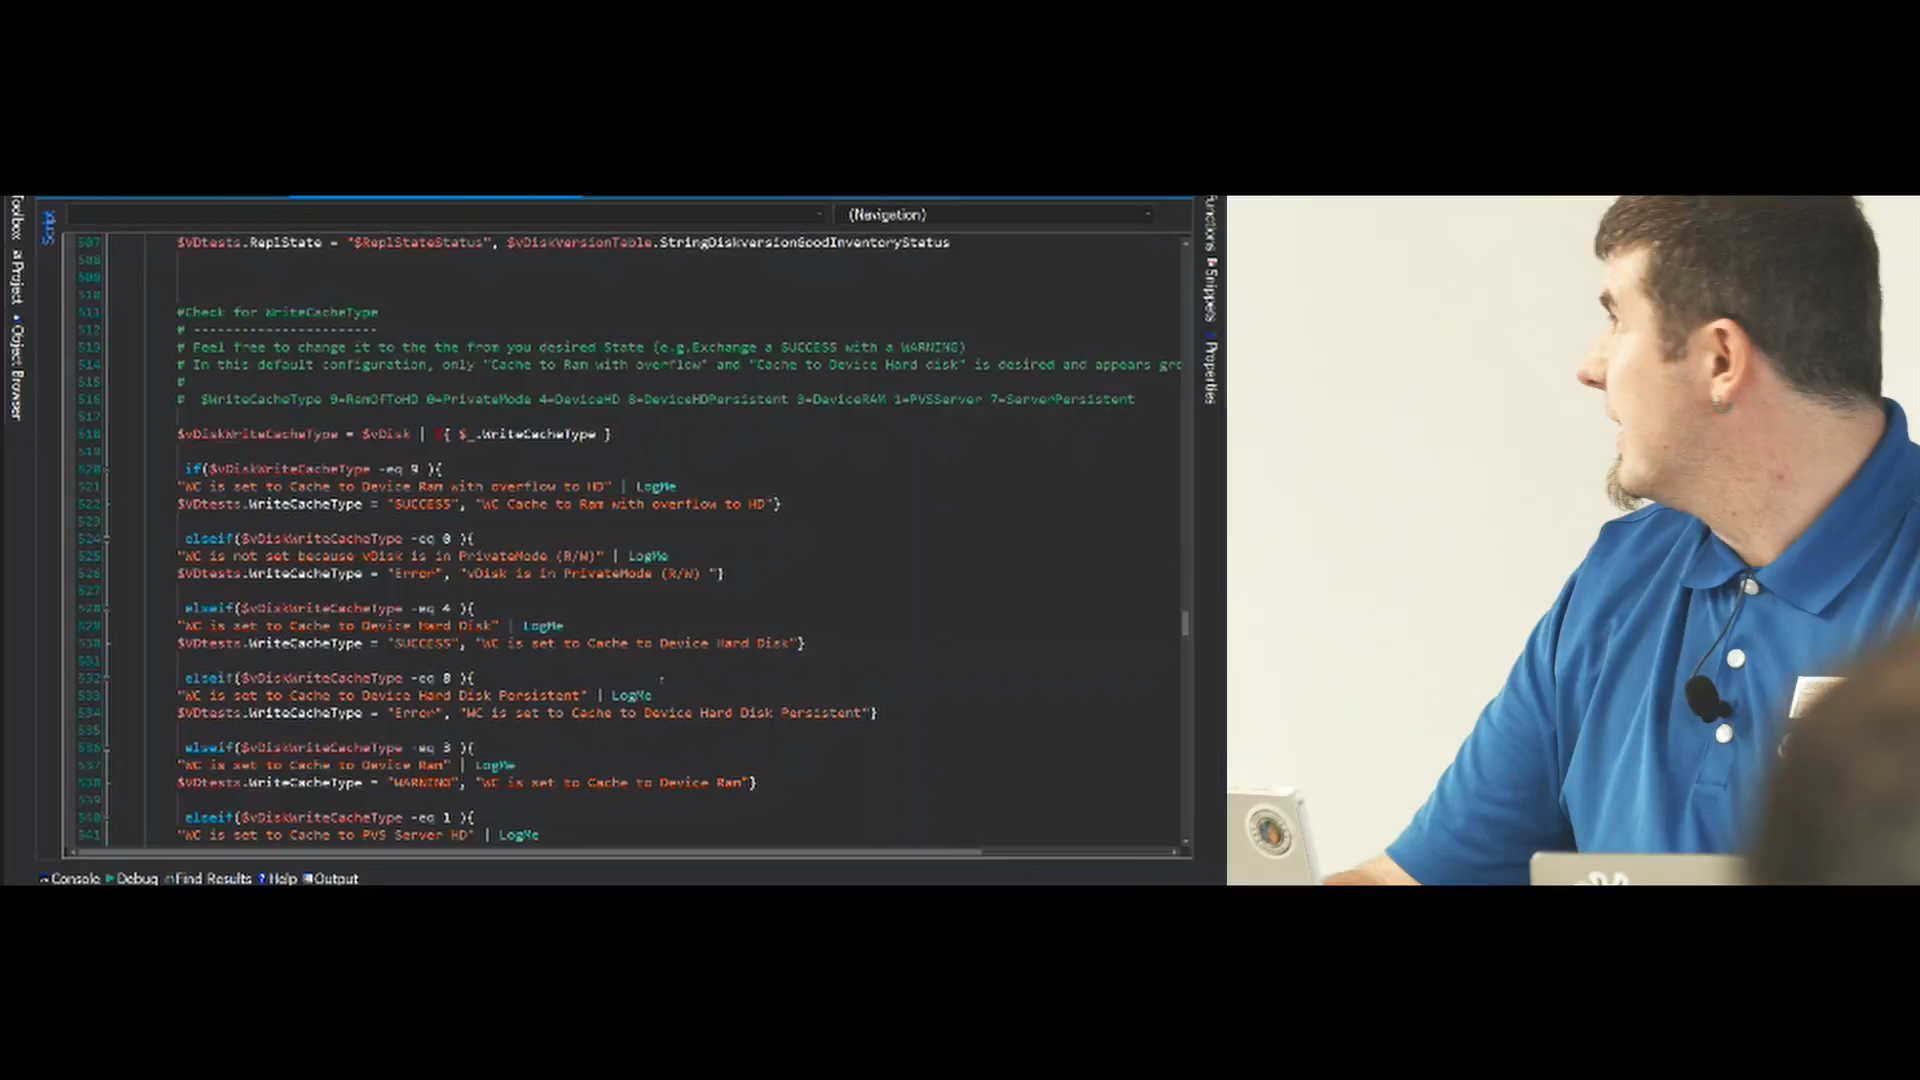 Toolbox
Project
Object Browser
Script
(Navigation)
Functions
Snippets
Properties
507 $VDtests.ReplState = "$ReplStateStatus", $vDiskVersionTable.StringDiskversionGoodInventoryStatus
508
509
510
511 #Check for WriteCacheType
512 # -----------------------
513 # Feel free to change it to the the from you desired State (e.g.Exchange a SUCCESS with a WARNING)
514 # In this default configuration, only "Cache to Ram with overflow" and "Cache to Device Hard disk" is desired and appears gre
515 #
516 # $WriteCacheType 9=RamOfToHD 0=PrivateMode 4=DeviceHD 8=DeviceHDPersistent 3=DeviceRAM 1=PVSServer 7=ServerPersistent
517
518 $vDiskWriteCacheType = $vDisk | %{ $_.WriteCacheType }
519
520 if($vDiskWriteCacheType -eq 9 ){
521 "WC is set to Cache to Device Ram with overflow to HD" | LogMe
522 $VDtests.WriteCacheType = "SUCCESS", "WC Cache to Ram with overflow to HD"}
523
524 elseif($vDiskWriteCacheType -eq 0 ){
525 "WC is not set because vDisk is in PrivateMode (R/W)" | LogMe
526 $VDtests.WriteCacheType = "Error", "vDisk is in PrivateMode (R/W) "}
527
528 elseif($vDiskWriteCacheType -eq 4 ){
529 "WC is set to Cache to Device Hard Disk" | LogMe
530 $VDtests.WriteCacheType = "SUCCESS", "WC is set to Cache to Device Hard Disk"}
531
532 elseif($vDiskWriteCacheType -eq 8 ){
533 "WC is set to Cache to Device Hard Disk Persistent" | LogMe
534 $VDtests.WriteCacheType = "Error", "WC is set to Cache to Device Hard Disk Persistent"}
535
536 elseif($vDiskWriteCacheType -eq 3 ){
537 "WC is set to Cache to Device Ram" | LogMe
538 $VDtests.WriteCacheType = "WARNING", "WC is set to Cache to Device Ram"}
539
540 elseif($vDiskWriteCacheType -eq 1 ){
541 "WC is set to Cache to PVS Server HD" | LogMe
Console Debug Find Results Help Output